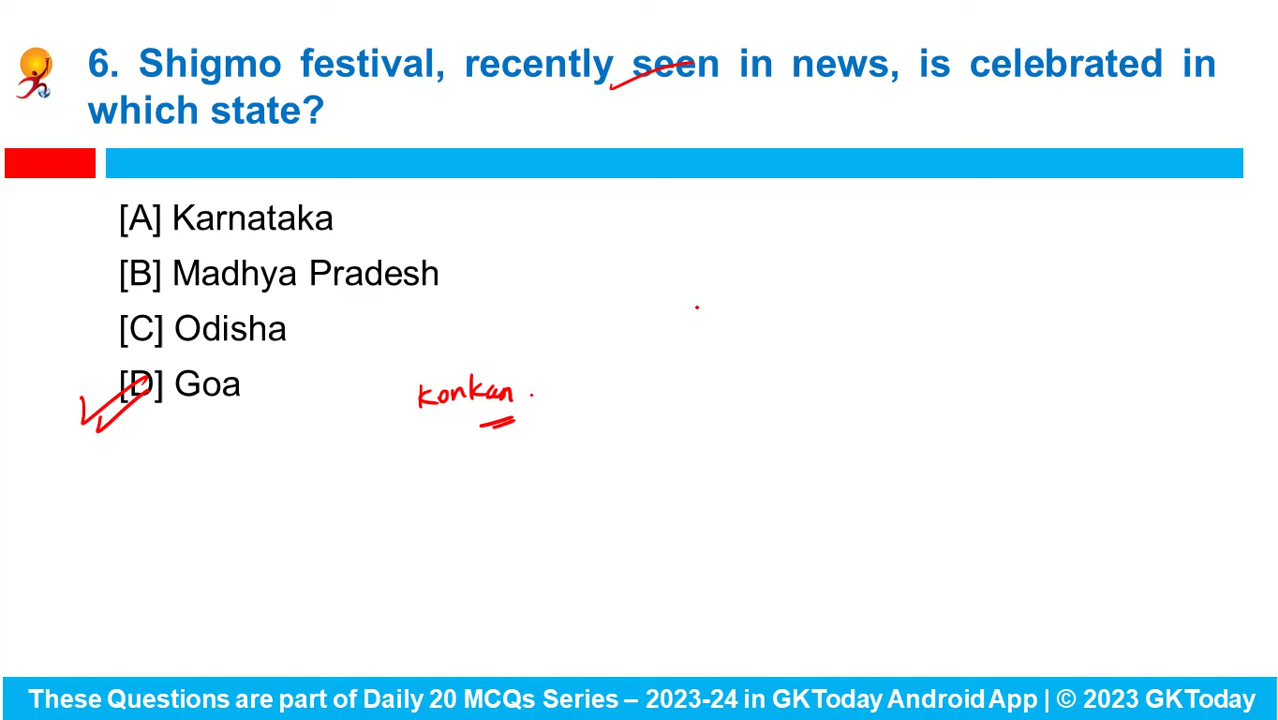 6. Shigmo festival, recently seen in news, is celebrated in
which state?
[A] Karnataka
[B] Madhya Pradesh
[C] Odisha
[D] Goa
Konkan
These Questions are part of Daily 20 MCQs Series – 2023-24 in GKToday Android App | © 2023 GKToday